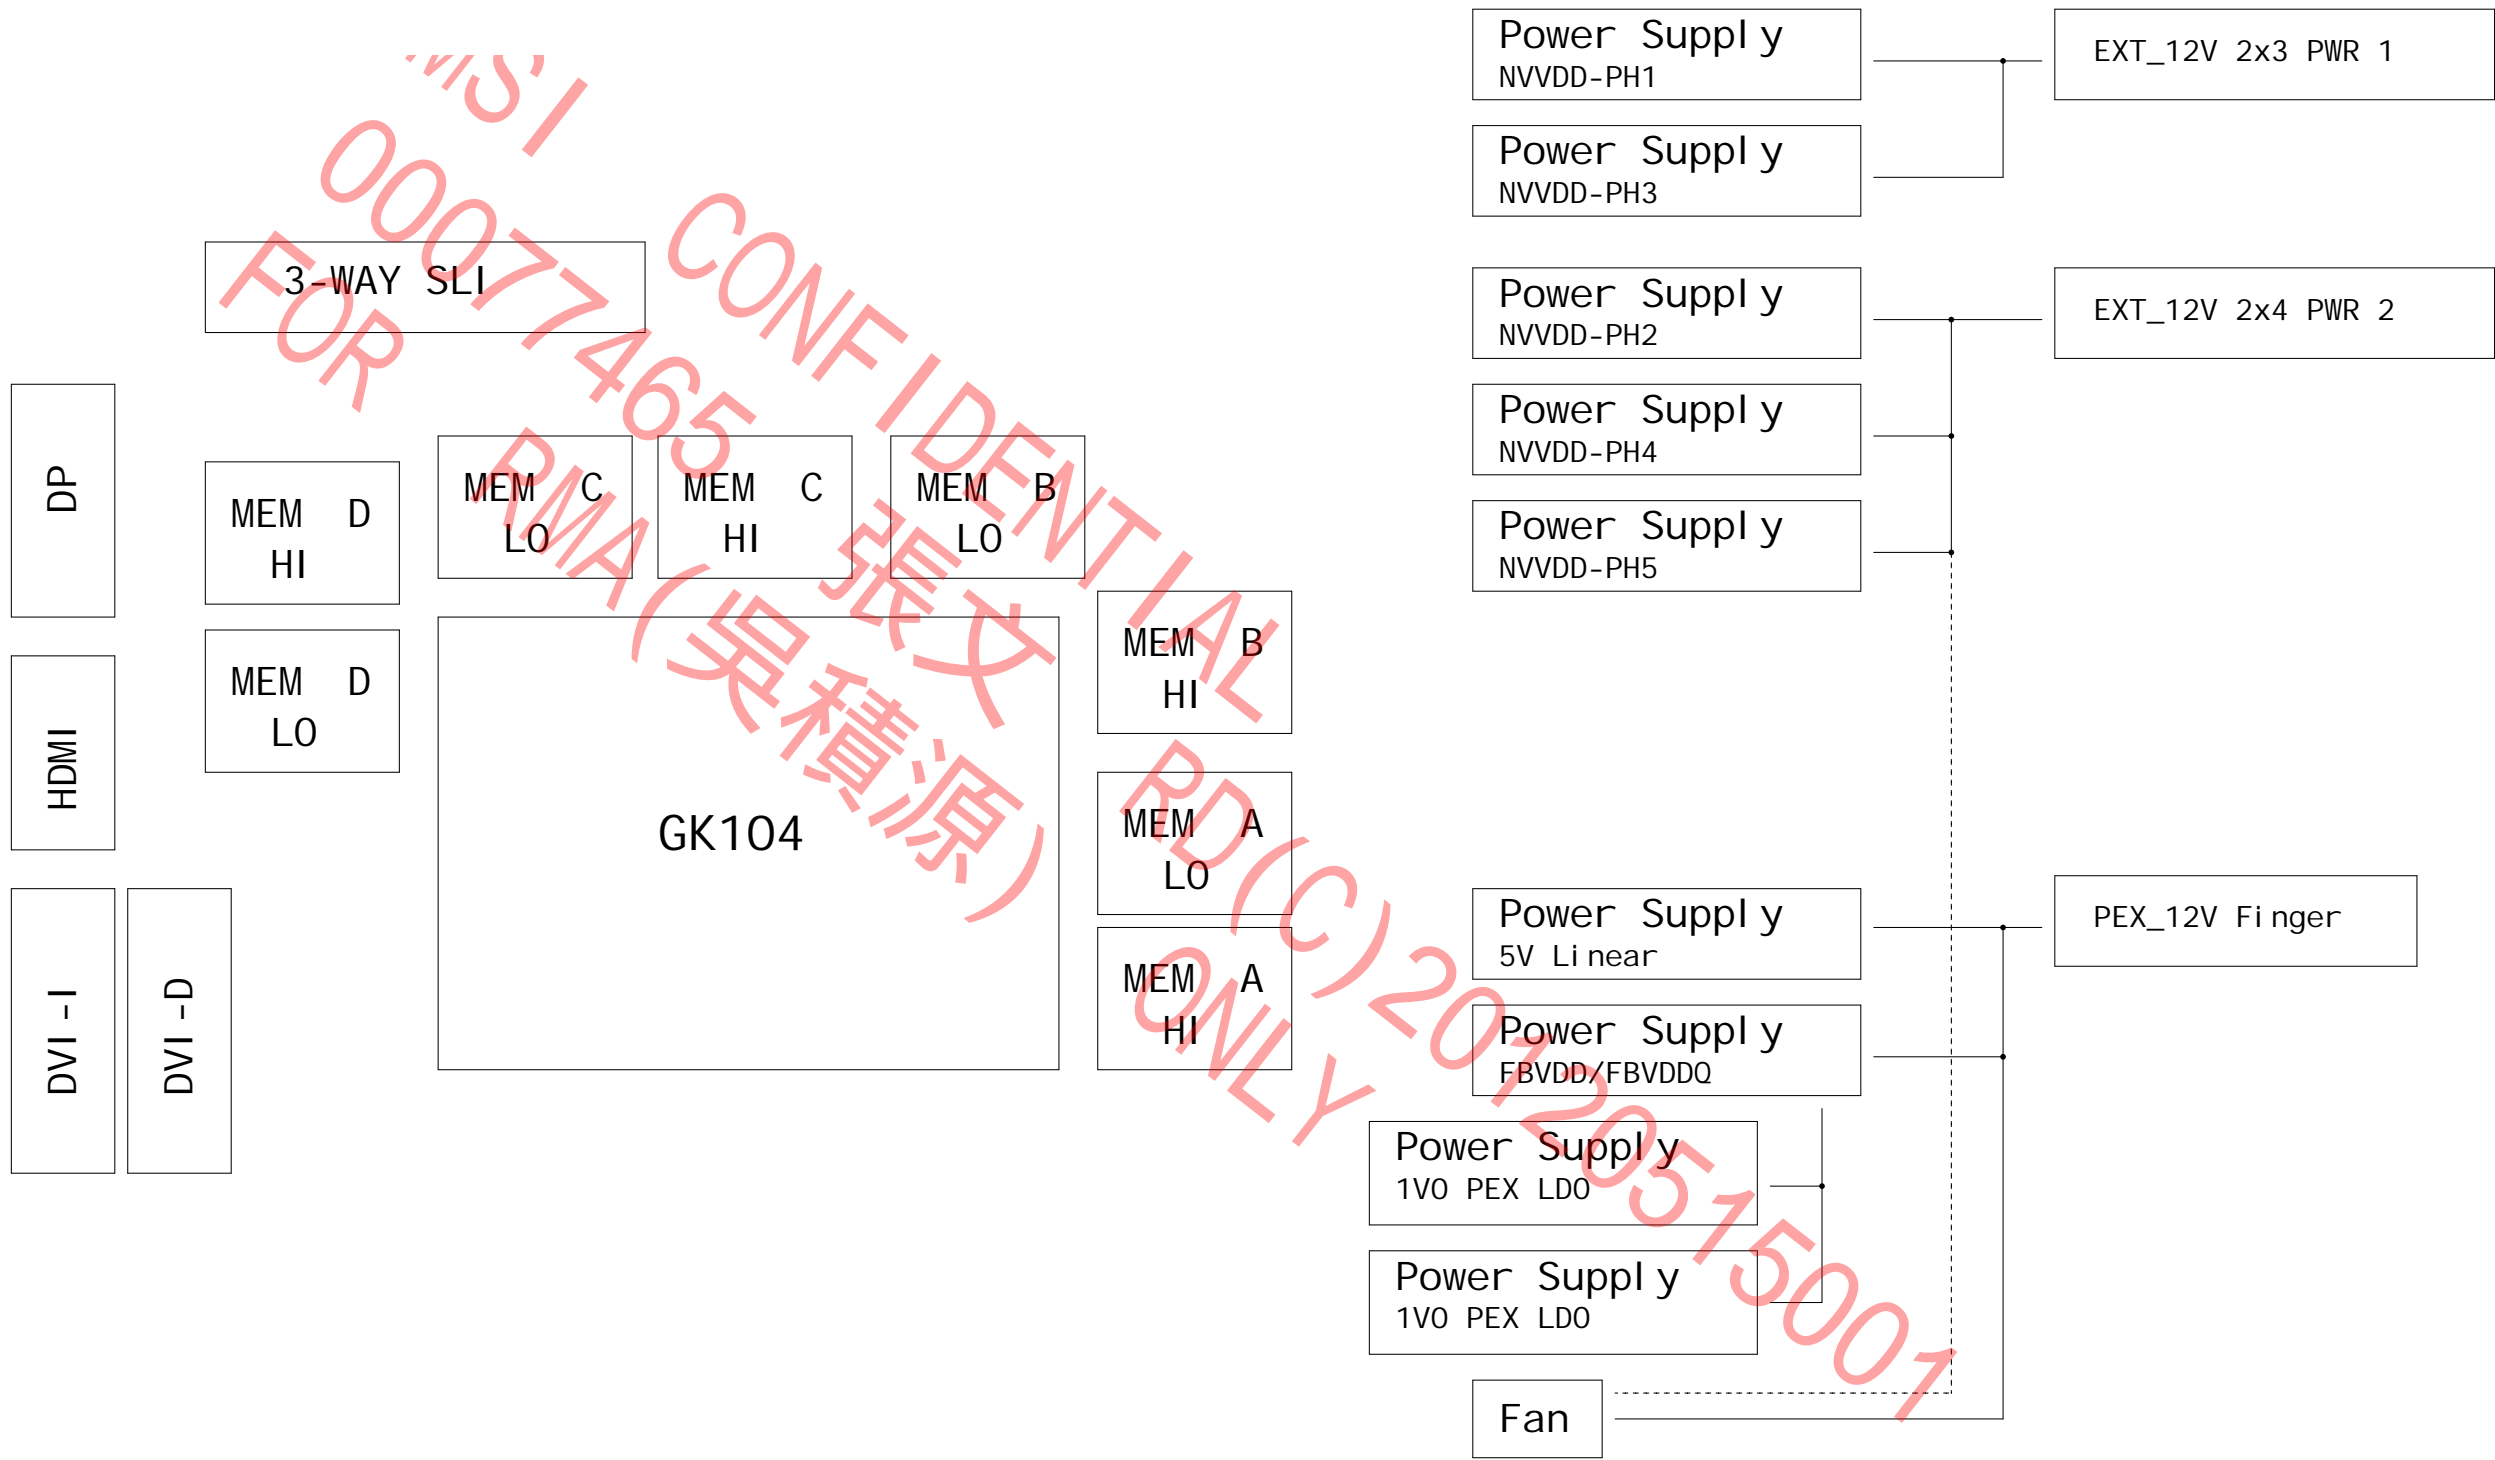 Power Supply
NVVDD-PH1
EXT_12V 2x3 PWR 1
Power Supply
NVVDD-PH3
3-WAY SLI
Power Supply
NVVDD-PH2
EXT_12V 2x4 PWR 2
Power Supply
NVVDD-PH4
Power Supply
NVVDD-PH5
DP
HDMI
DVI-I
DVI-D
MEM D
HI
MEM D
LO
MEM C
LO
MEM C
HI
MEM B
LO
MEM B
HI
MEM A
LO
MEM A
HI
GK104
Power Supply
5V Linear
PEX_12V Finger
Power Supply
FBVDD/FBVDDQ
Power Supply
1V0 PEX LDO
Power Supply
1V0 PEX LDO
Fan
MSI CONFIDENTIAL RD(C)20120515001
00077465 張文
FOR RMA(吳積源) ONLY